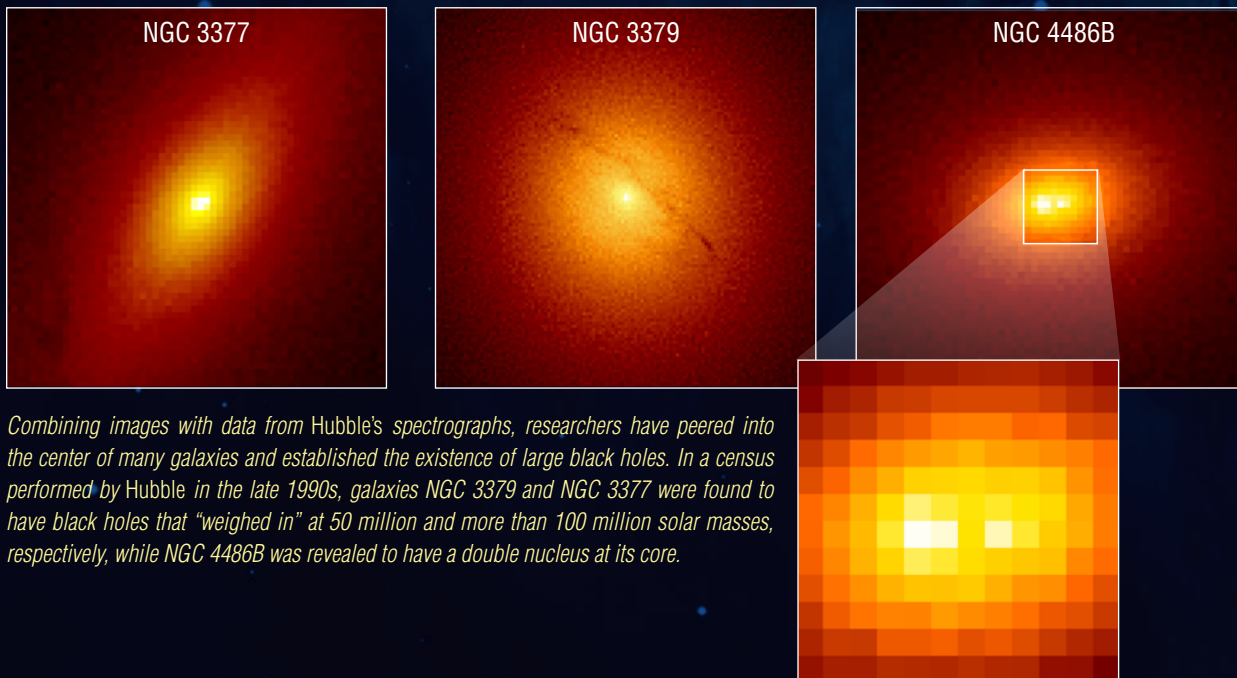 NGC 3377
NGC 3379
NGC 4486B
Combining images with data from Hubble's spectrographs, researchers have peered into
the center of many galaxies and established the existence of large black holes. In a census
performed by Hubble in the late 1990s, galaxies NGC 3379 and NGC 3377 were found to
have black holes that “weighed in” at 50 million and more than 100 million solar masses,
respectively, while NGC 4486B was revealed to have a double nucleus at its core.